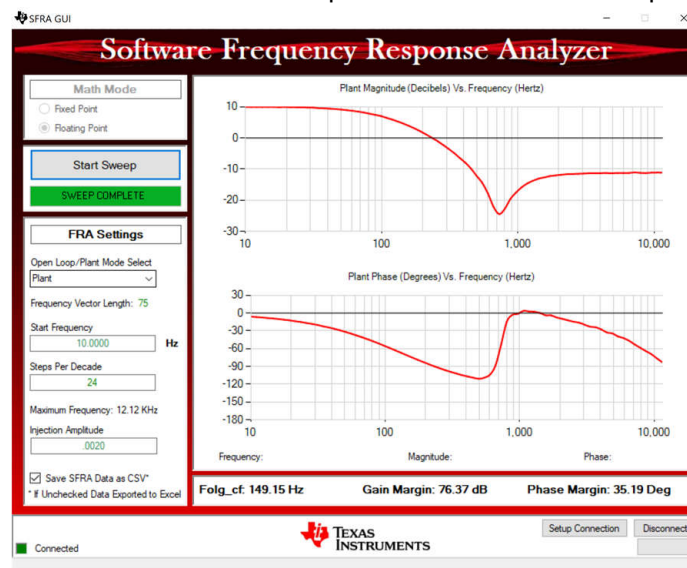 SFRA GUI
Software Frequency Response Analyzer
Math Mode
Fixed Point
Floating Point
Start Sweep
SWEEP COMPLETE
FRA Settings
Open Loop/Plant Mode Select
Plant
Frequency Vector Length: 75
Start Frequency
10.0000 Hz
Steps Per Decade
24
Maximum Frequency: 12.12 KHz
Injection Amplitude
.0020
Save SFRA Data as CSV*
* If Unchecked Data Exported to Excel
Plant Magnitude (Decibels) Vs. Frequency (Hertz)
10
0
-10
-20
-30
10 100 1,000 10,000
Plant Phase (Degrees) Vs. Frequency (Hertz)
30
0
-30
-60
-90
-120
-150
-180
10 100 1,000 10,000
Frequency: Magnitude: Phase:
Folg_cf: 149.15 Hz Gain Margin: 76.37 dB Phase Margin: 35.19 Deg
Connected
TEXAS
INSTRUMENTS
Setup Connection Disconnect